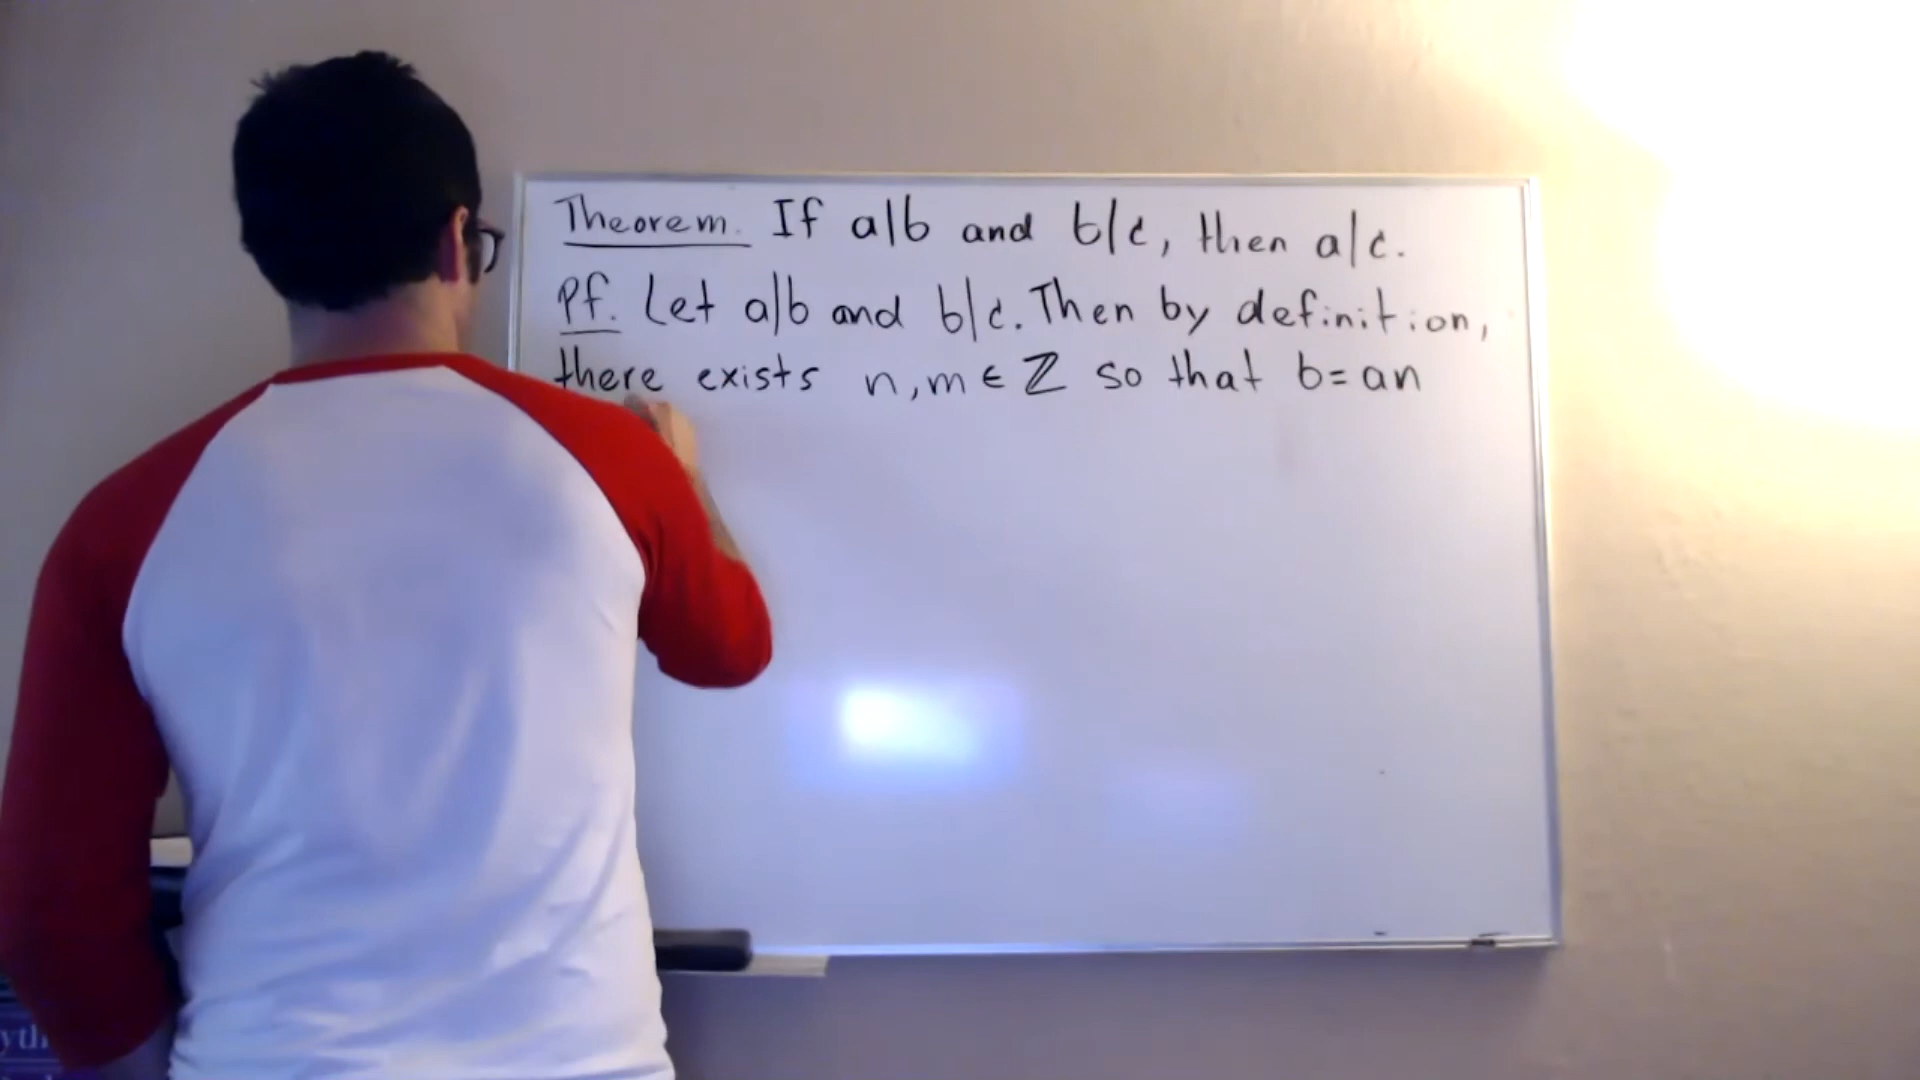 Theorem. If a|b and b|c, then a|c.
Pf. Let a|b and b|c. Then by definition,
there exists n, m ∈ ℤ so that b = an